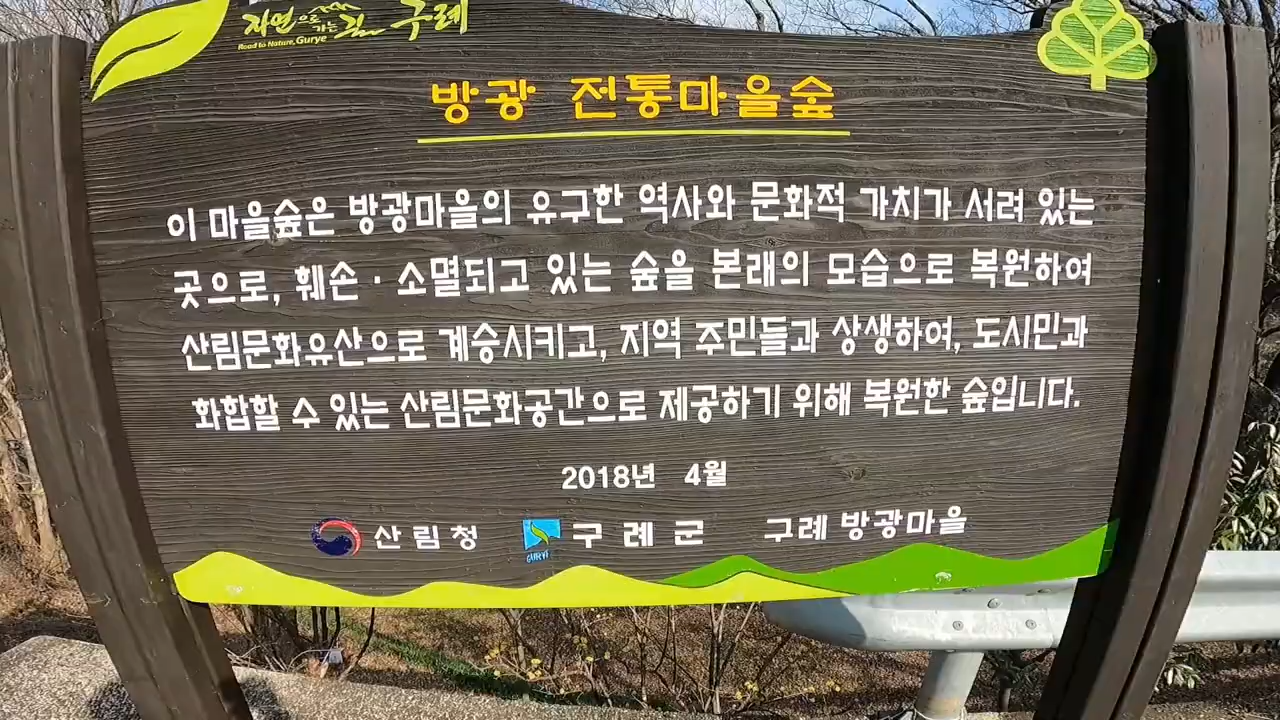 자연으로 가는 길 구례
Road to Nature, Gurye
방광 전통마을숲
이 마을숲은 방광마을의 유구한 역사와 문화적 가치가 서려 있는
곳으로, 훼손·소멸되고 있는 숲을 본래의 모습으로 복원하여
산림문화유산으로 계승시키고, 지역 주민들과 상생하여, 도시민과
화합할 수 있는 산림문화공간으로 제공하기 위해 복원한 숲입니다.
2018년 4월
산림청 GURYE 구례군 구례 방광마을